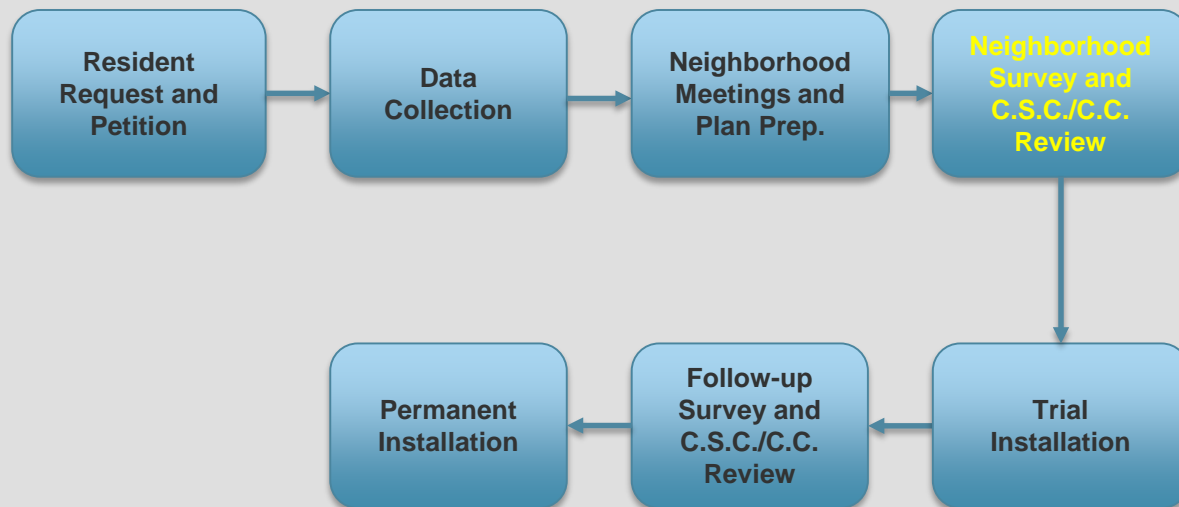 Resident
Request and
Petition
Data
Collection
Neighborhood
Meetings and
Plan Prep.
Neighborhood
Survey and
C.S.C./C.C.
Review
Trial
Installation
Follow-up
Survey and
C.S.C./C.C.
Review
Permanent
Installation